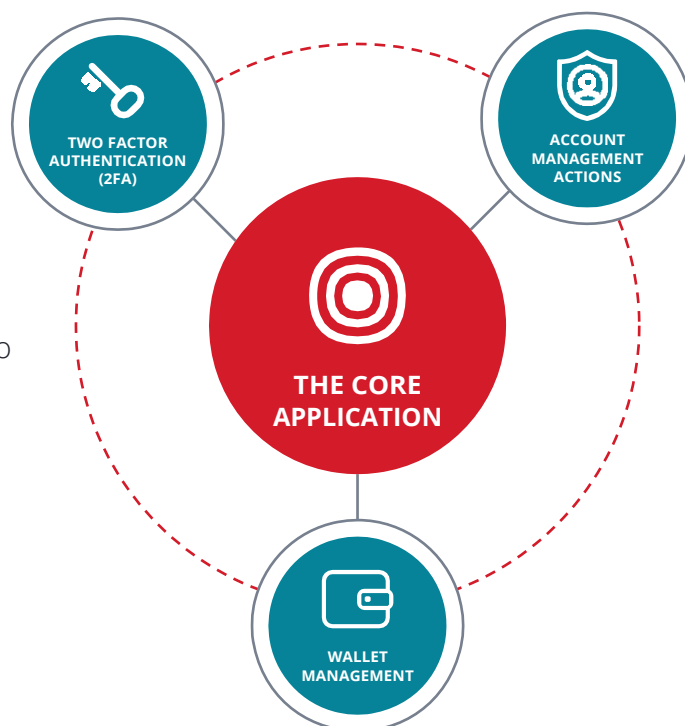 TWO FACTOR
AUTHENTICATION
(2FA)
ACCOUNT
MANAGEMENT
ACTIONS
THE CORE
APPLICATION
WALLET
MANAGEMENT